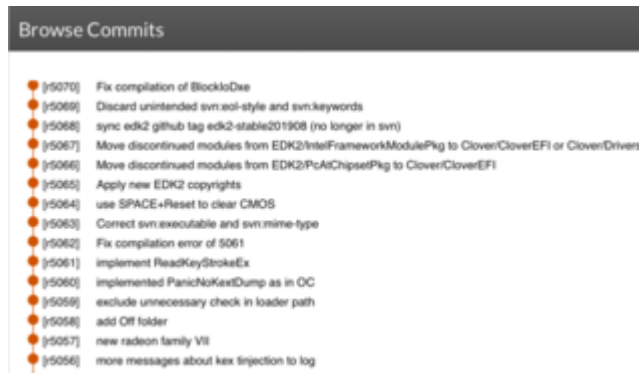 Browse Commits
[r5070] Fix compilation of BlockIoDxe
[r5069] Discard unintended svn:eol-style and svn:keywords
[r5068] sync edk2 github tag edk2-stable201908 (no longer in svn)
[r5067] Move discontinued modules from EDK2/IntelFrameworkModulePkg to Clover/CloverEFI or Clover/Drivers
[r5066] Move discontinued modules from EDK2/PcAtChipsetPkg to Clover/CloverEFI
[r5065] Apply new EDK2 copyrights
[r5064] use SPACE+Reset to clear CMOS
[r5063] Correct svn:executable and svn:mime-type
[r5062] Fix compilation error of 5061
[r5061] implement ReadKeyStrokeEx
[r5060] implemented PanicNoKextDump as in OC
[r5059] exclude unnecessary check in loader path
[r5058] add Off folder
[r5057] new radeon family VII
[r5056] more messages about kex tinjection to log